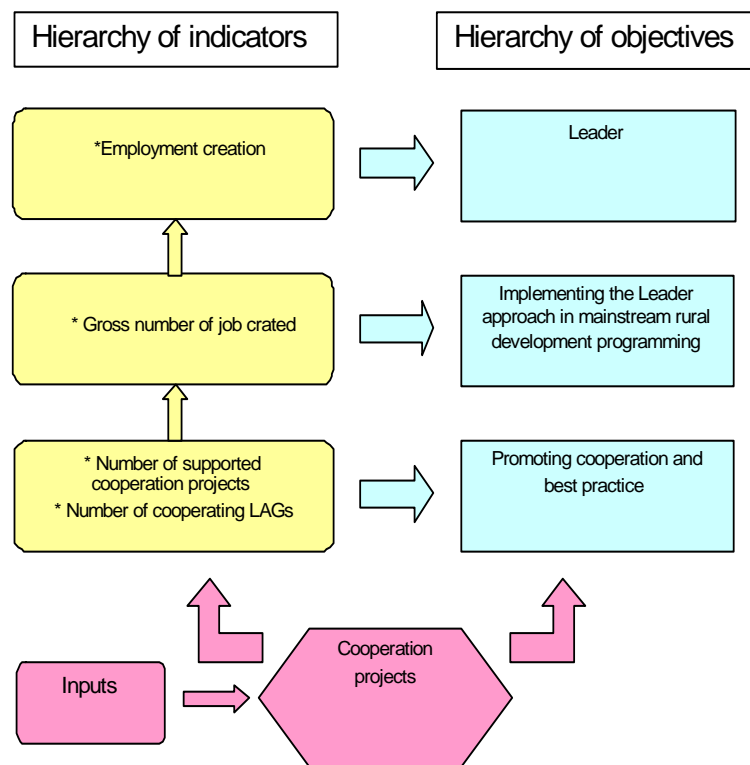 Hierarchy of indicators
Hierarchy of objectives
*Employment creation
Leader
* Gross number of job crated
Implementing the Leader
approach in mainstream rural
development programming
* Number of supported
cooperation projects
* Number of cooperating LAGs
Promoting cooperation and
best practice
Inputs
Cooperation
projects